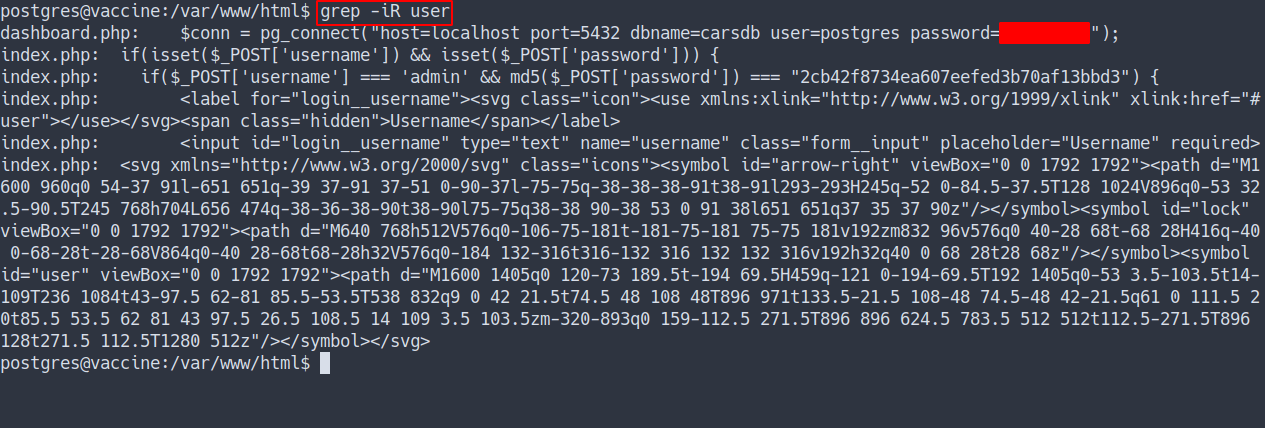 postgres@vaccine:/var/www/html$ grep -iR user
dashboard.php:    $conn = pg_connect("host=localhost port=5432 dbname=carsdb user=postgres password=");
index.php:  if(isset($_POST['username']) && isset($_POST['password'])) {
index.php:    if($_POST['username'] === 'admin' && md5($_POST['password']) === "2cb42f8734ea607eefed3b70af13bbd3") {
index.php:        <label for="login__username"><svg class="icon"><use xmlns:xlink="http://www.w3.org/1999/xlink" xlink:href="#
user"></use></svg><span class="hidden">Username</span></label>
index.php:        <input id="login__username" type="text" name="username" class="form__input" placeholder="Username" required>
index.php:  <svg xmlns="http://www.w3.org/2000/svg" class="icons"><symbol id="arrow-right" viewBox="0 0 1792 1792"><path d="M1
600 960q0 54-37 91l-651 651q-39 37-91 37-51 0-90-37l-75-75q-38-38-38-91t38-91l293-293H245q-52 0-84.5-37.5T128 1024V896q0-53 32
.5-90.5T245 768h704L656 474q-38-36-38-90t38-90l75-75q38-38 90-38 53 0 91 38l651 651q37 35 37 90z"/></symbol><symbol id="lock"
viewBox="0 0 1792 1792"><path d="M640 768h512V576q0-106-75-181t-181-75-181 75-75 181v192zm832 96v576q0 40-28 68t-68 28H416q-40
 0-68-28t-28-68V864q0-40 28-68t68-28h32V576q0-184 132-316t316-132 316 132 132 316v192h32q40 0 68 28t28 68z"/></symbol><symbol
id="user" viewBox="0 0 1792 1792"><path d="M1600 1405q0 120-73 189.5t-194 69.5H459q-121 0-194-69.5T192 1405q0-53 3.5-103.5t14-
109T236 1084t43-97.5 62-81 85.5-53.5T538 832q9 0 42 21.5t74.5 48 108 48T896 971t133.5-21.5 108-48 74.5-48 42-21.5q61 0 111.5 2
0t85.5 53.5 62 81 43 97.5 26.5 108.5 14 109 3.5 103.5zm-320-893q0 159-112.5 271.5T896 896 624.5 783.5 512 512t112.5-271.5T896
128t271.5 112.5T1280 512z"/></symbol></svg>
postgres@vaccine:/var/www/html$